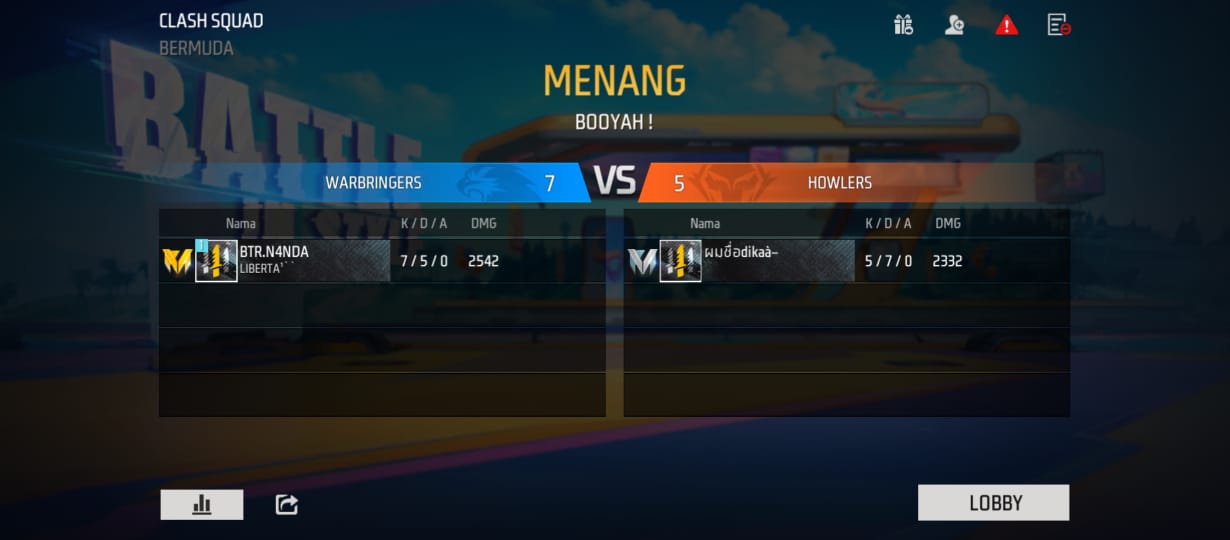 CLASH SQUAD
BERMUDA
BATTLE
MENANG
BOOYAH !
WARBRINGERS 7 VS 5 HOWLERS
Nama K / D / A DMG Nama K / D / A DMG
BTR.N4NDA 7 / 5 / 0 2542 ผมชื่อdikaà– 5 / 7 / 0 2332
LIBERTA'``
LOBBY